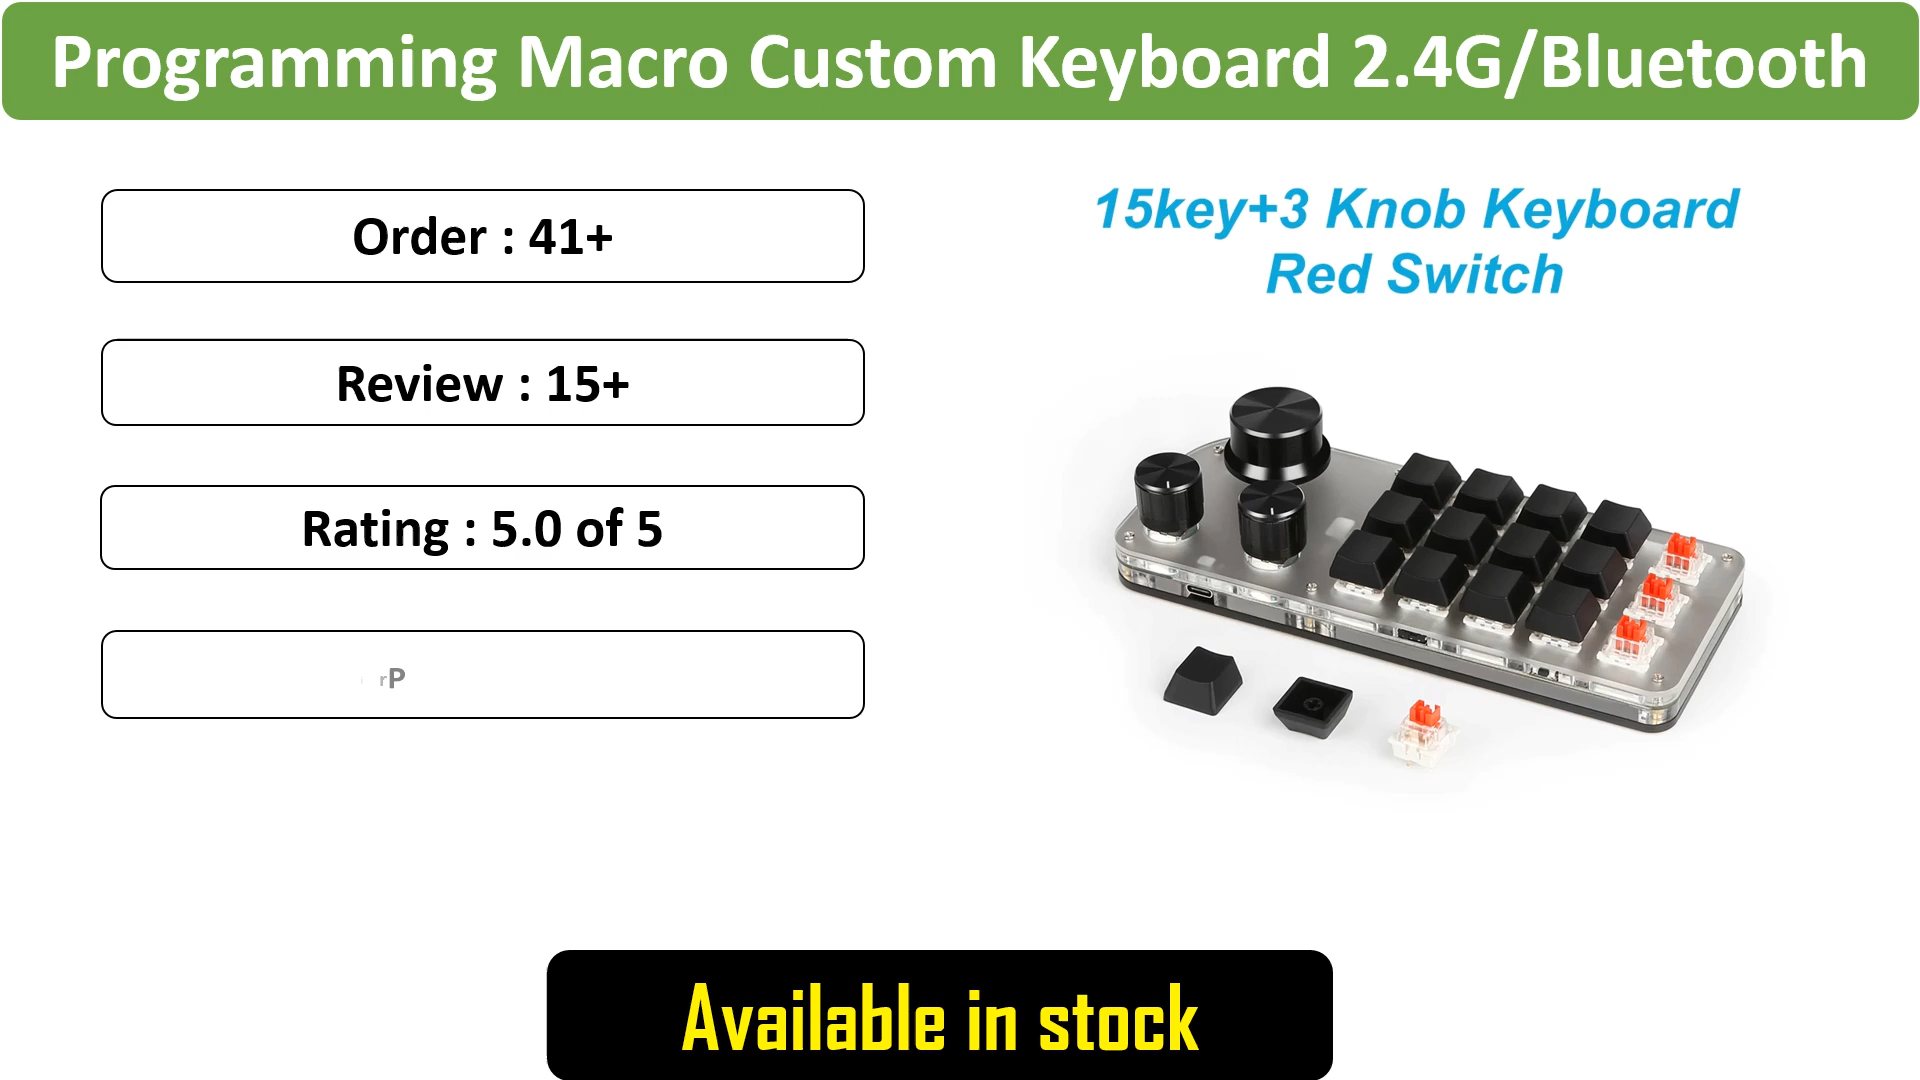 Programming Macro Custom Keyboard 2.4G/Bluetooth
Order : 41+
Review : 15+
Rating : 5.0 of 5
rP
15key+3 Knob Keyboard
Red Switch
Available in stock